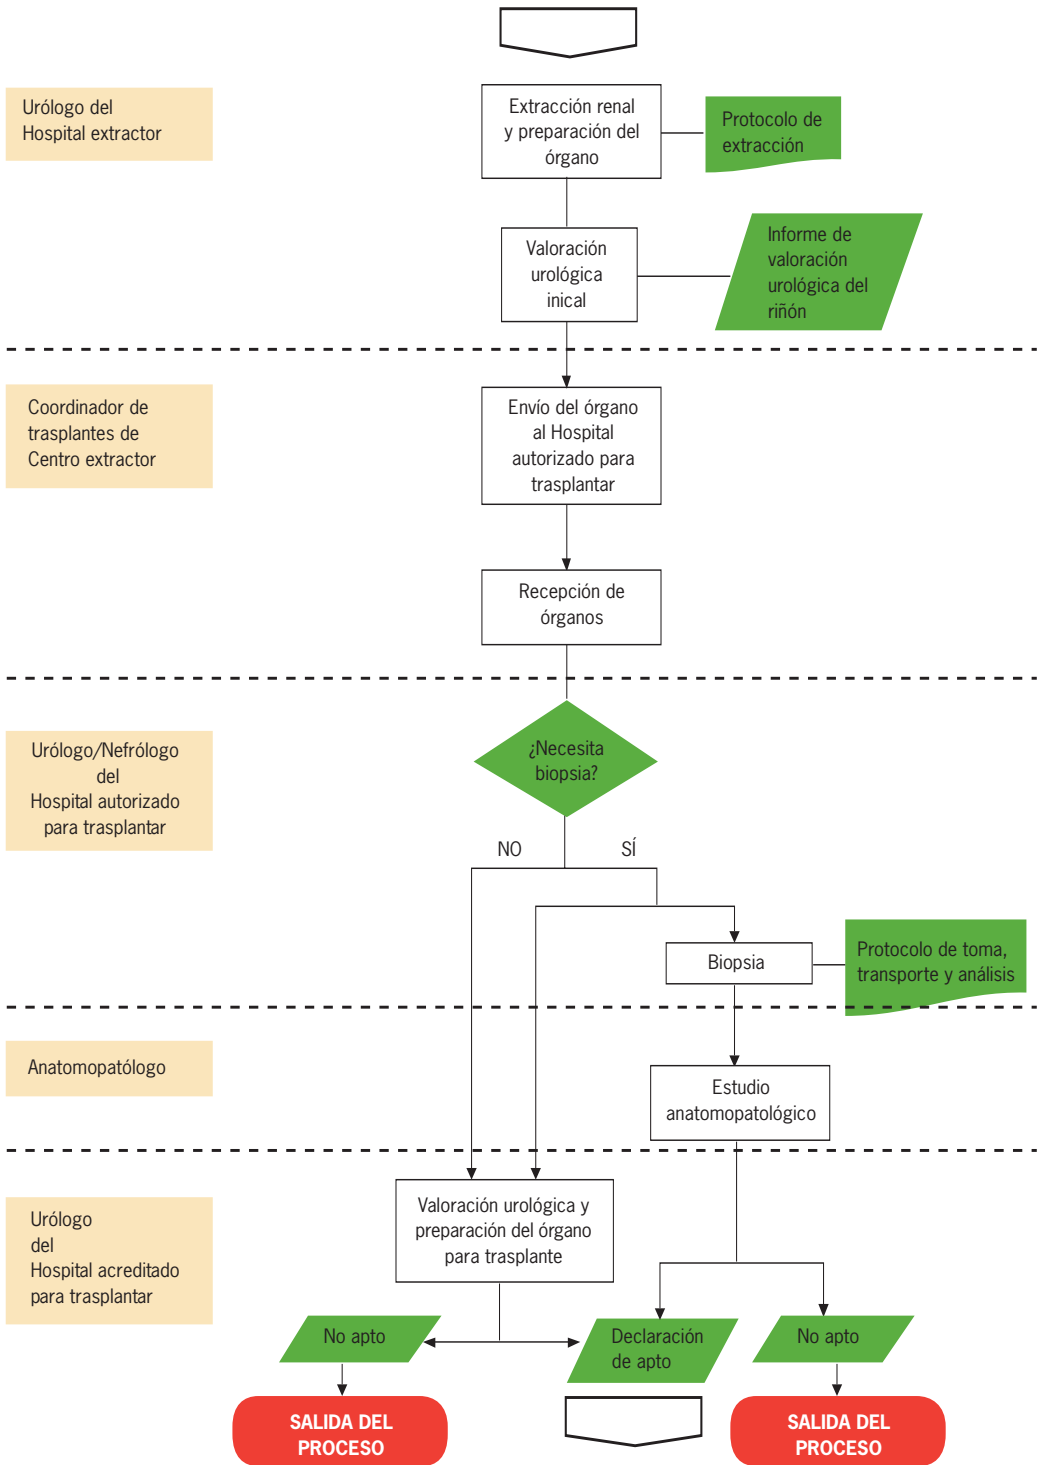 Urólogo del
Hospital extractor
Extracción renal
y preparación del
órgano
Protocolo de
extracción
Valoración
urológica
inical
Informe de
valoración
urológica del
riñón
Coordinador de
trasplantes de
Centro extractor
Envío del órgano
al Hospital
autorizado para
trasplantar
Recepción de
órganos
Urólogo/Nefrólogo
del
Hospital autorizado
para trasplantar
¿Necesita
biopsia?
NO
SÍ
Biopsia
Protocolo de toma,
transporte y análisis
Anatomopatólogo
Estudio
anatomopatológico
Urólogo
del
Hospital acreditado
para trasplantar
Valoración urológica y
preparación del órgano
para trasplante
No apto
Declaración
de apto
No apto
SALIDA DEL
PROCESO
SALIDA DEL
PROCESO